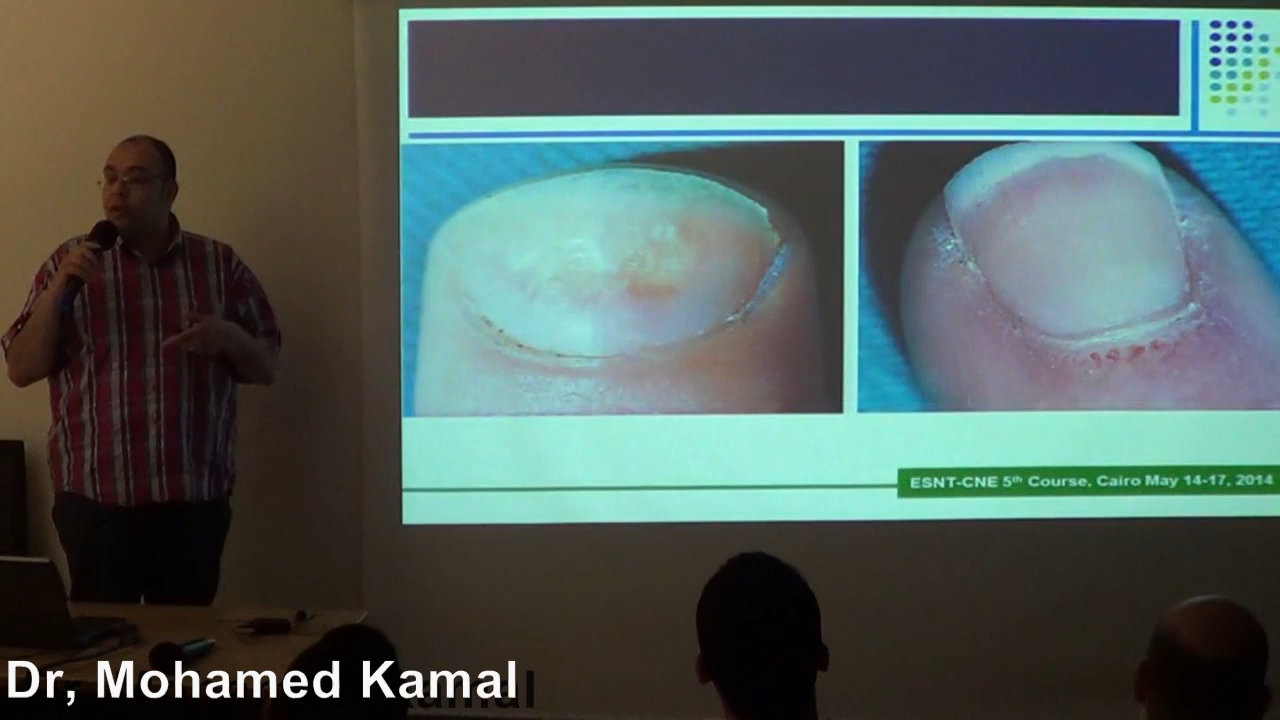 ESNT-CNE 5th Course, Cairo May 14-17, 2014
Dr, Mohamed Kamal